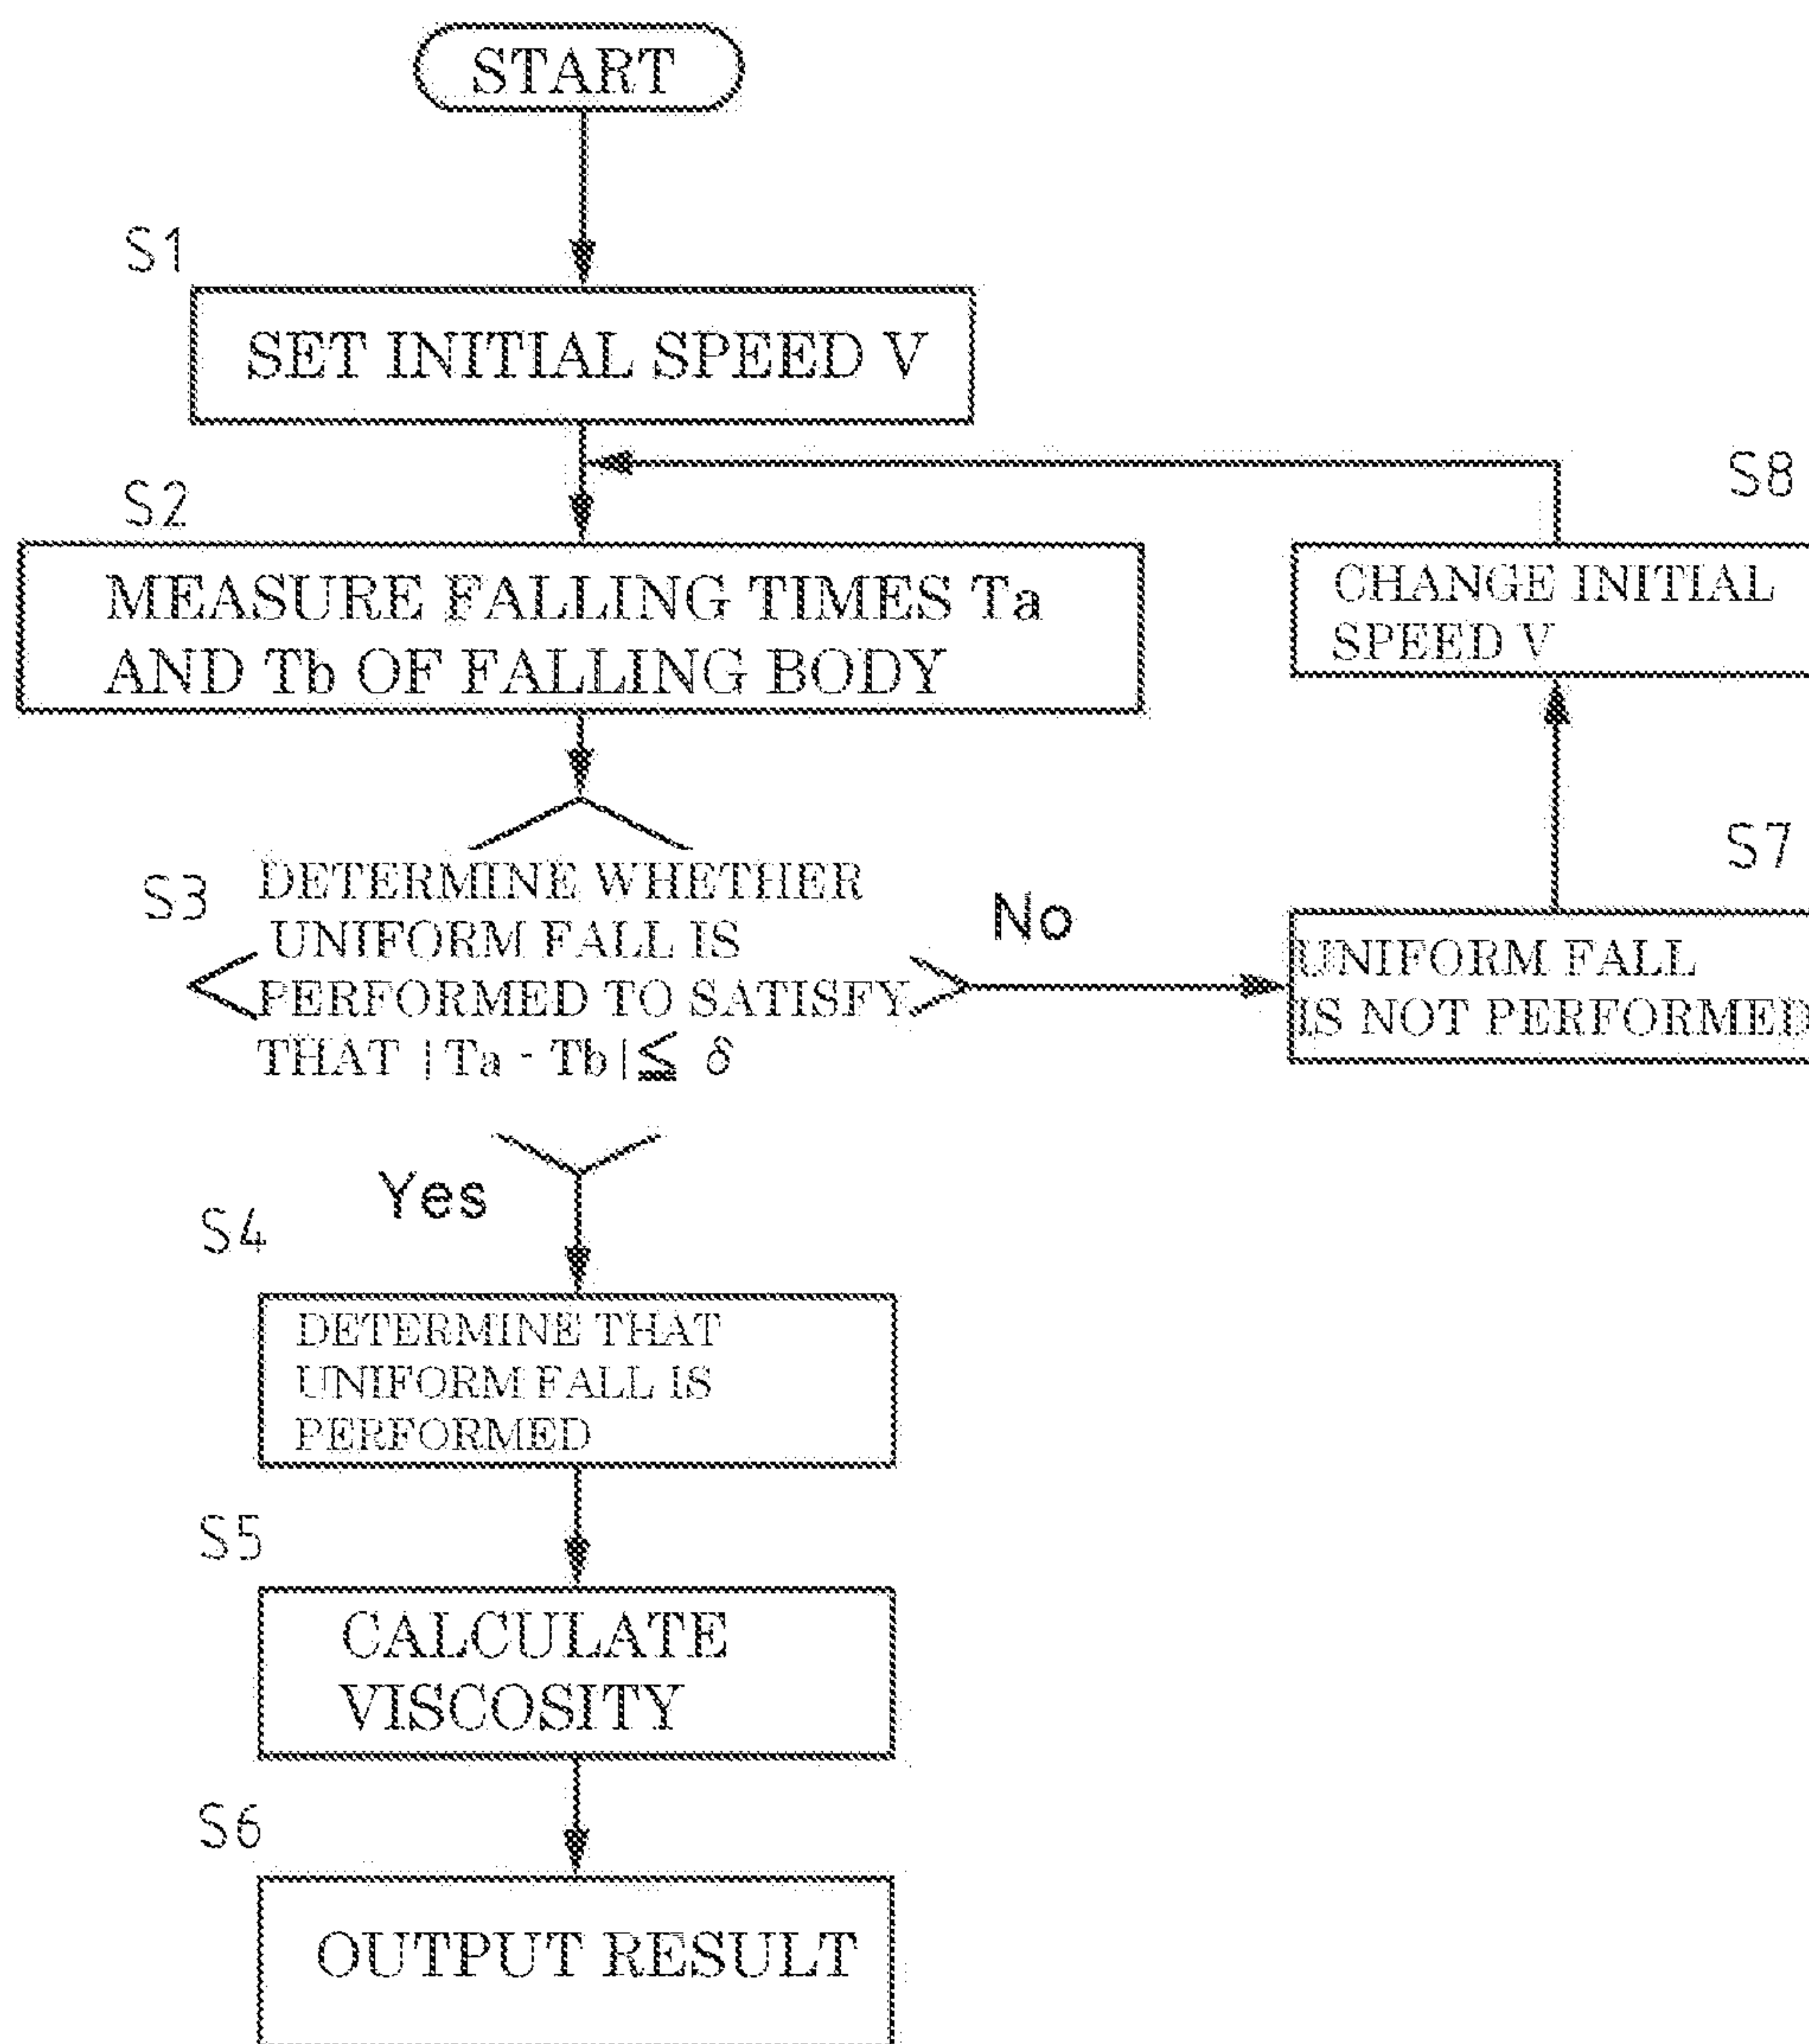 START
S1
SET INITIAL SPEED V
S2
MEASURE FALLING TIMES Ta
AND Tb OF FALLING BODY
S8
CHANGE INITIAL
SPEED V
S3
DETERMINE WHETHER
UNIFORM FALL IS
PERFORMED TO SATISFY
THAT |Ta - Tb|≦ δ
No
S7
UNIFORM FALL
IS NOT PERFORMED
Yes
S4
DETERMINE THAT
UNIFORM FALL IS
PERFORMED
S5
CALCULATE
VISCOSITY
S6
OUTPUT RESULT